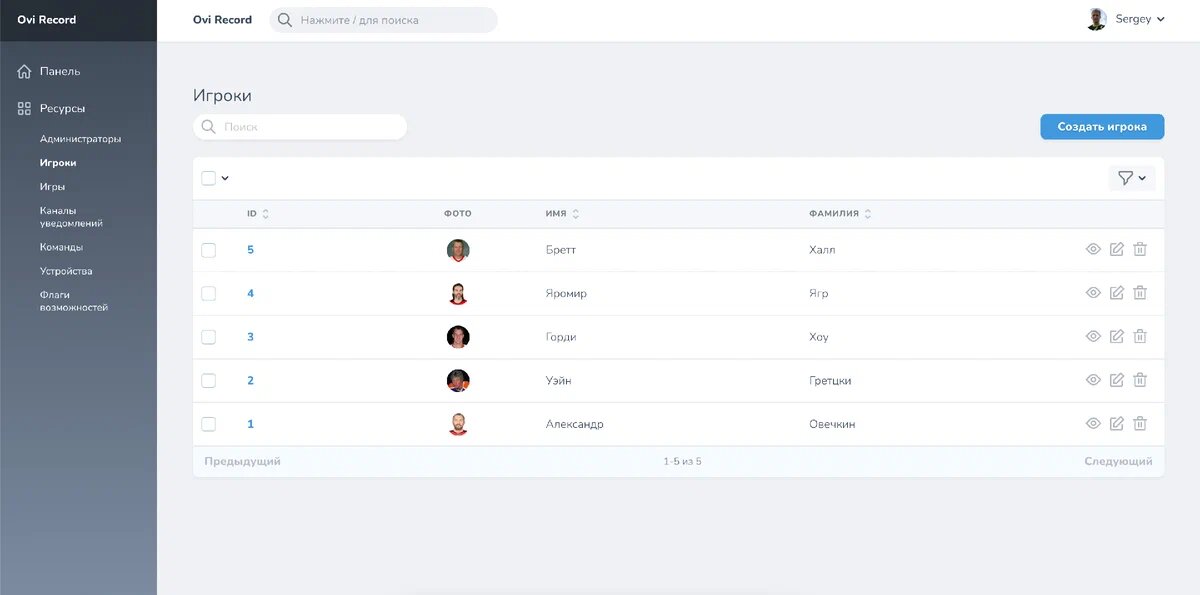 Ovi Record
Ovi Record
Нажмите / для поиска
Sergey
Панель
Ресурсы
Администраторы
Игроки
Игры
Каналы
уведомлений
Команды
Устройства
Флаги
возможностей
Игроки
Поиск
Создать игрока
ID ФОТО ИМЯ ФАМИЛИЯ
5 Бретт Халл
4 Яромир Ягр
3 Горди Хоу
2 Уэйн Гретцки
1 Александр Овечкин
Предыдущий 1-5 из 5 Следующий